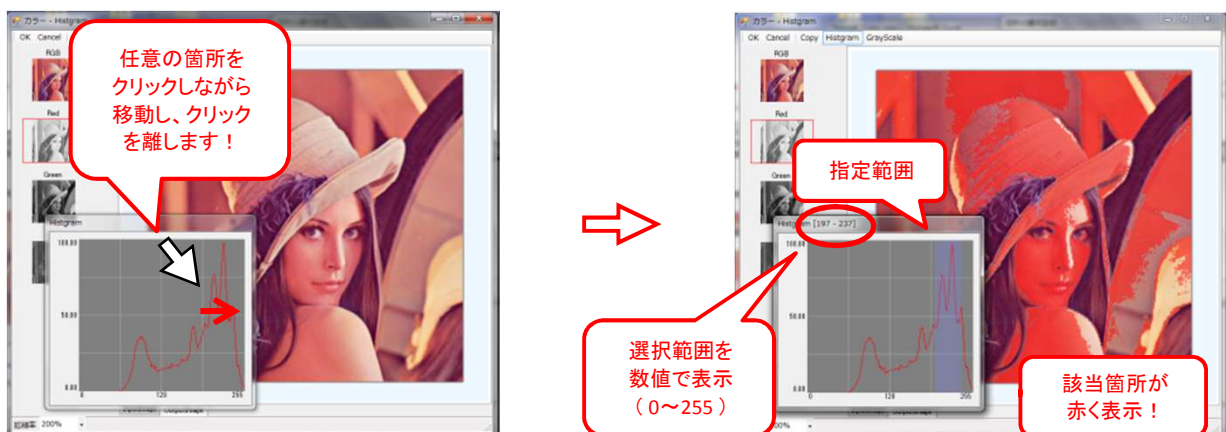 カラー - Histgram
OK Cancel
RGB
Red
Green
任意の箇所を
クリックしながら
移動し、クリック
を離します！
Histgram
100.00
50.00
0.00
0 128 255
拡大率 200%
カラー - Histgram
OK Cancel Copy Histgram GrayScale
RGB
Red
Green
指定範囲
Histgram [197 - 237]
100.00
50.00
0.00
0 128 255
選択範囲を
数値で表示
（0～255）
該当箇所が
赤く表示！